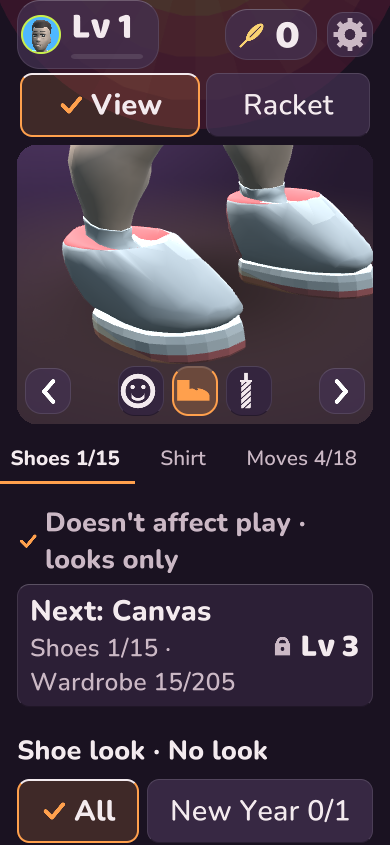 Lv 1
0
View
Racket
Shoes 1/15
Shirt
Moves 4/18
Doesn't affect play ·
looks only
Next: Canvas
Shoes 1/15 ·
Wardrobe 15/205
Lv 3
Shoe look · No look
All
New Year 0/1